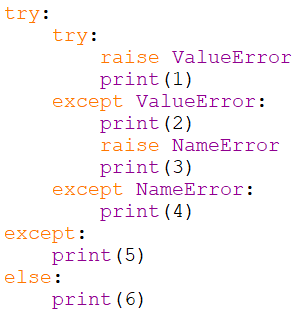 try:
    try:
        raise ValueError
        print(1)
    except ValueError:
        print(2)
        raise NameError
        print(3)
    except NameError:
        print(4)
except:
    print(5)
else:
    print(6)